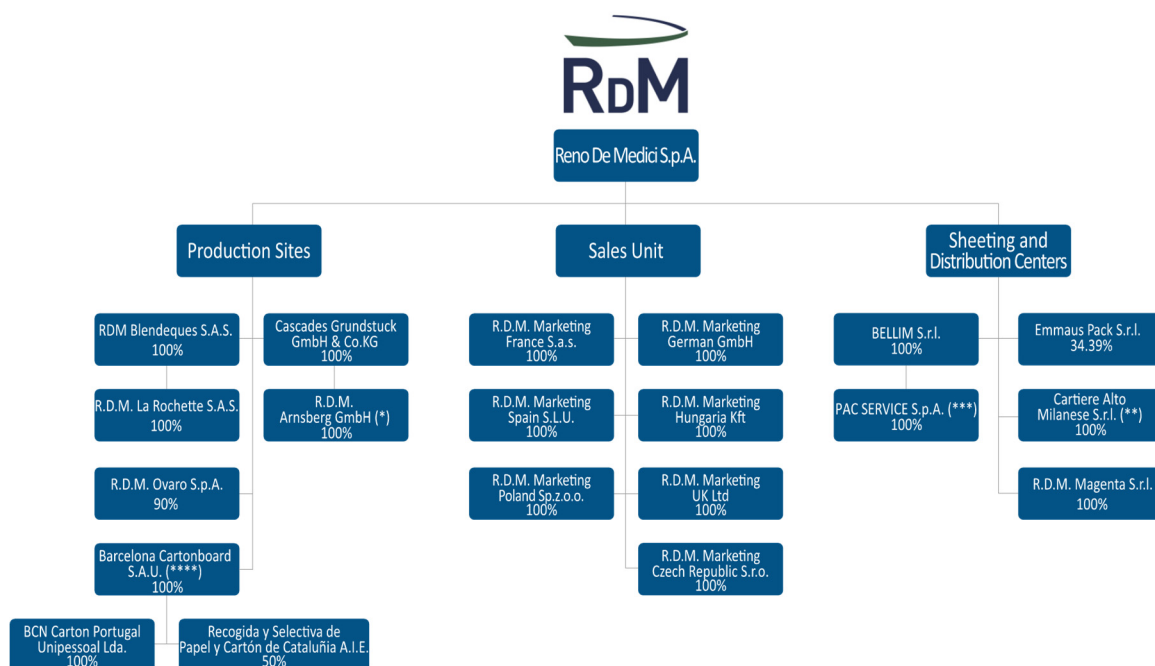 RDM
Reno De Medici S.p.A.
Production Sites
Sales Unit
Sheeting and
Distribution Centers
RDM Blendeques S.A.S.
100%
Cascades Grundstuck
GmbH & Co.KG
100%
R.D.M. La Rochette S.A.S.
100%
R.D.M.
Arnsberg GmbH (*)
100%
R.D.M. Ovaro S.p.A.
90%
Barcelona Cartonboard
S.A.U. (****)
100%
BCN Carton Portugal
Unipessoal Lda.
100%
Recogida y Selectiva de
Papel y Cartón de Cataluñia A.I.E.
50%
R.D.M. Marketing
France S.a.s.
100%
R.D.M. Marketing
German GmbH
100%
R.D.M. Marketing
Spain S.L.U.
100%
R.D.M. Marketing
Hungaria Kft
100%
R.D.M. Marketing
Poland Sp.z.o.o.
100%
R.D.M. Marketing
UK Ltd
100%
R.D.M. Marketing
Czech Republic S.r.o.
100%
BELLIM S.r.l.
100%
Emmaus Pack S.r.l.
34.39%
PAC SERVICE S.p.A. (***)
100%
Cartiere Alto
Milanese S.r.l. (**)
100%
R.D.M. Magenta S.r.l.
100%